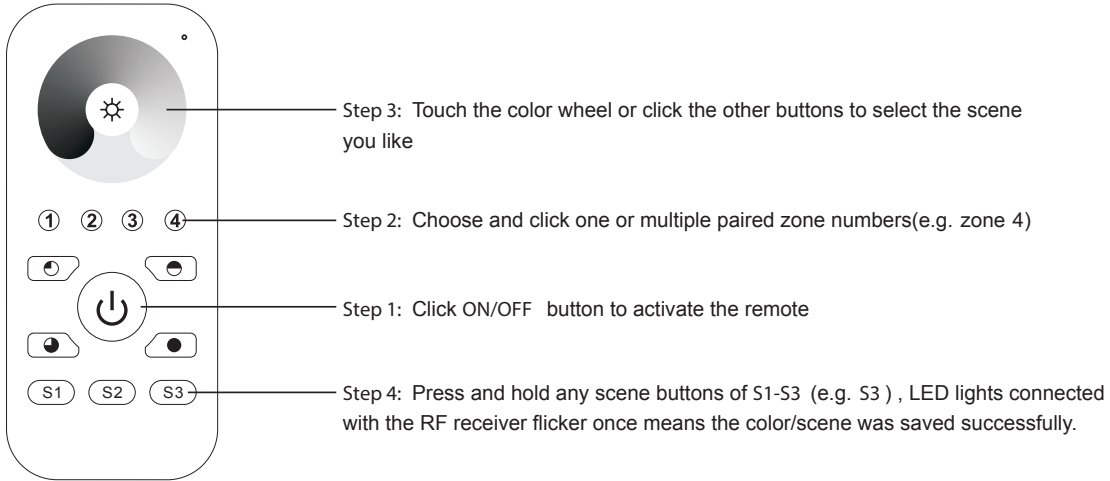 Step 3: Touch the color wheel or click the other buttons to select the scene
you like
1 2 3 4
Step 2: Choose and click one or multiple paired zone numbers(e.g. zone 4)
Step 1: Click ON/OFF button to activate the remote
S1 S2 S3
Step 4: Press and hold any scene buttons of S1-S3 (e.g. S3 ) , LED lights connected
with the RF receiver flicker once means the color/scene was saved successfully.